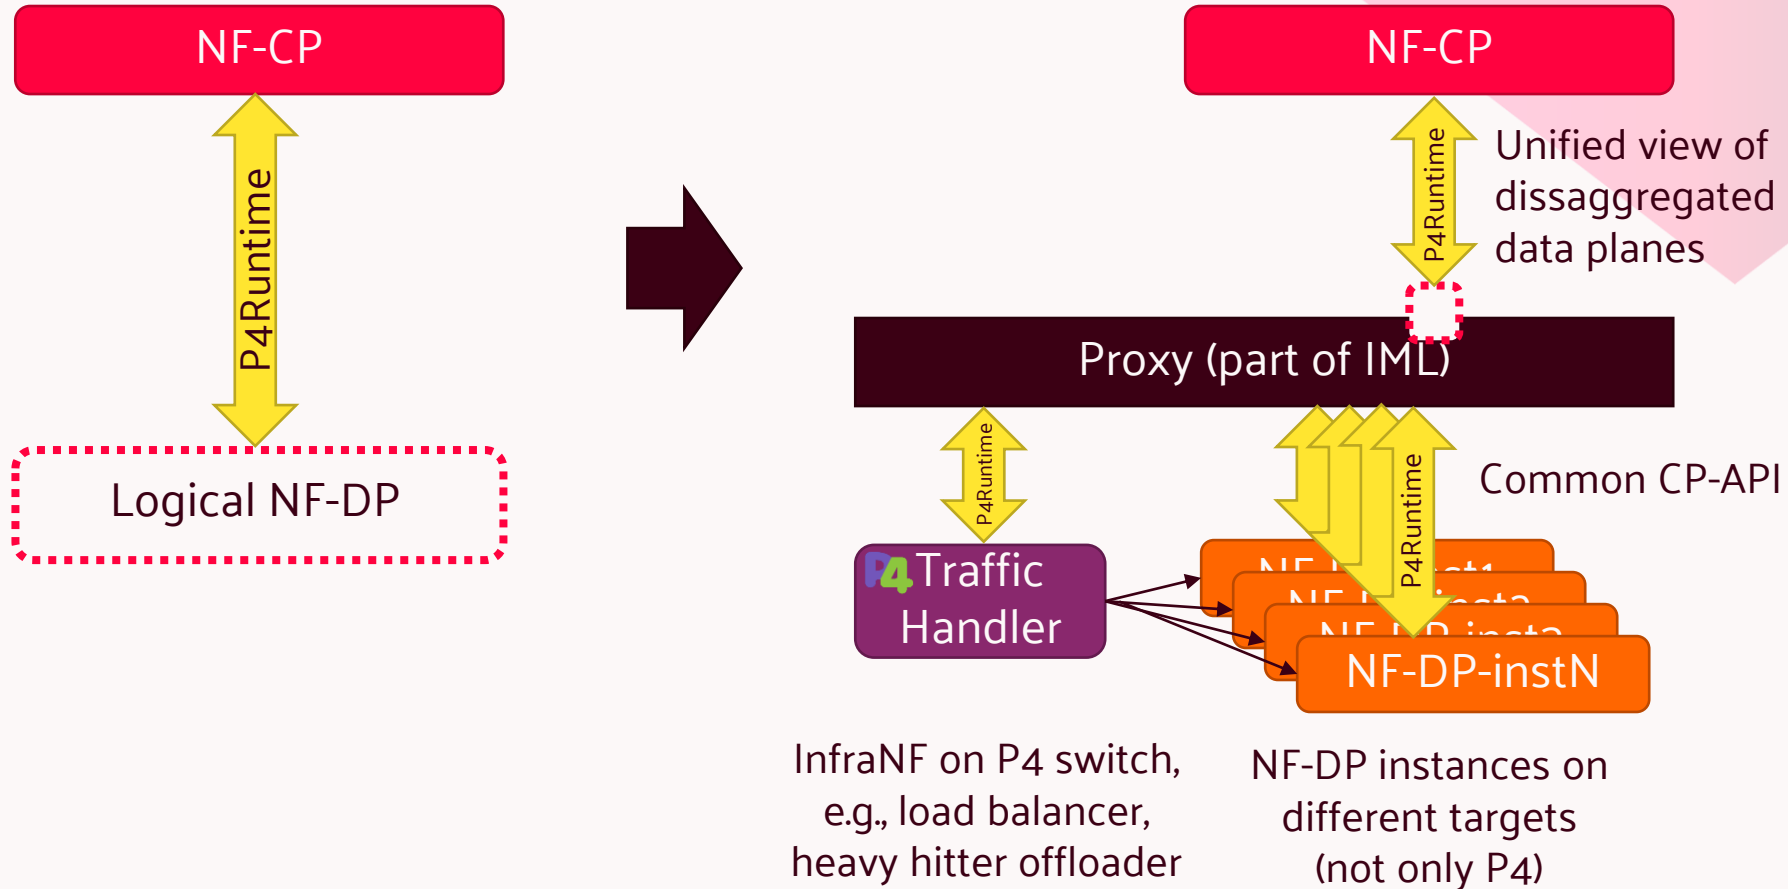 NF-CP
P4Runtime
Logical NF-DP
NF-CP
P4Runtime
Unified view of
dissaggregated
data planes
Proxy (part of IML)
P4Runtime
P4Runtime
Common CP-API
P4 Traffic
Handler
NF-DP-instN
InfraNF on P4 switch,
e.g., load balancer,
heavy hitter offloader
NF-DP instances on
different targets
(not only P4)